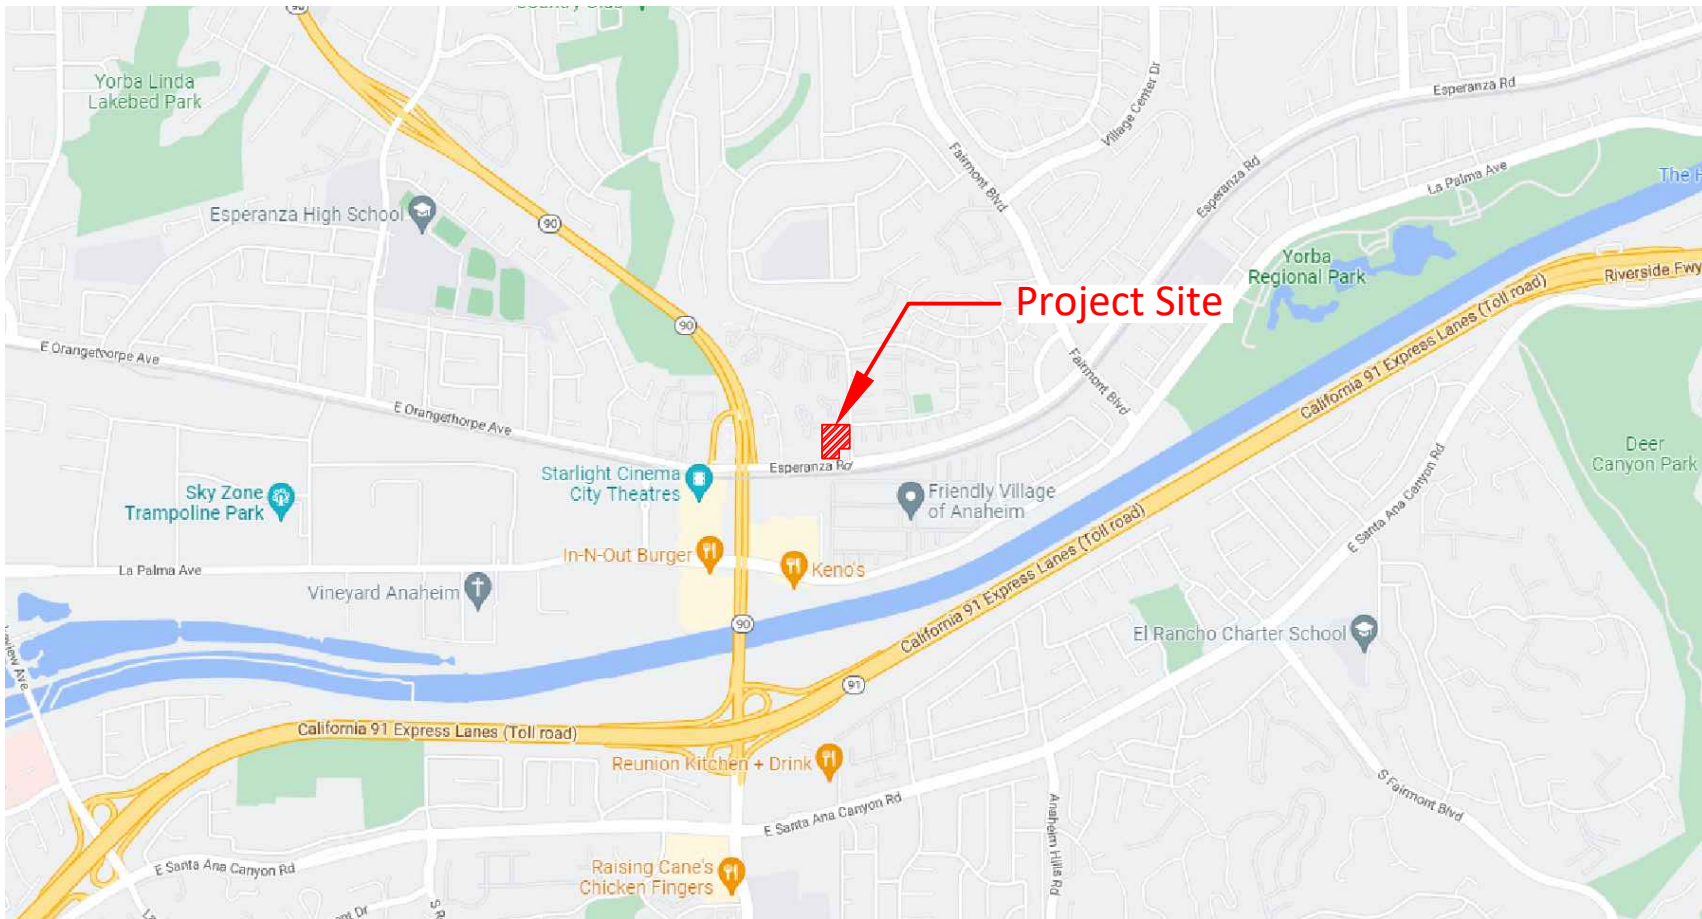 90
Country Club
Yorba Linda
Lakebed Park
Village Center Dr
Esperanza Rd
Fairmont Blvd
Esperanza Rd
La Palma Ave
The
Esperanza High School
90
Yorba
Regional Park
Riverside Fwy
Project Site
90
California 91 Express Lanes (Toll road)
E Orangethorpe Ave
Fairmont Blvd
E Orangethorpe Ave
Esperanza Rd
Starlight Cinema
City Theatres
Sky Zone
Trampoline Park
Friendly Village
of Anaheim
Deer
Canyon Park
E Santa Ana Canyon Rd
California 91 Express Lanes (Toll road)
In-N-Out Burger
Keno's
La Palma Ave
Vineyard Anaheim
90
El Rancho Charter School
91
California 91 Express Lanes (Toll road)
Reunion Kitchen + Drink
S Fairmont Blvd
Anaheim Hills Rd
E Santa Ana Canyon Rd
E Santa Ana Canyon Rd
Raising Cane's
Chicken Fingers